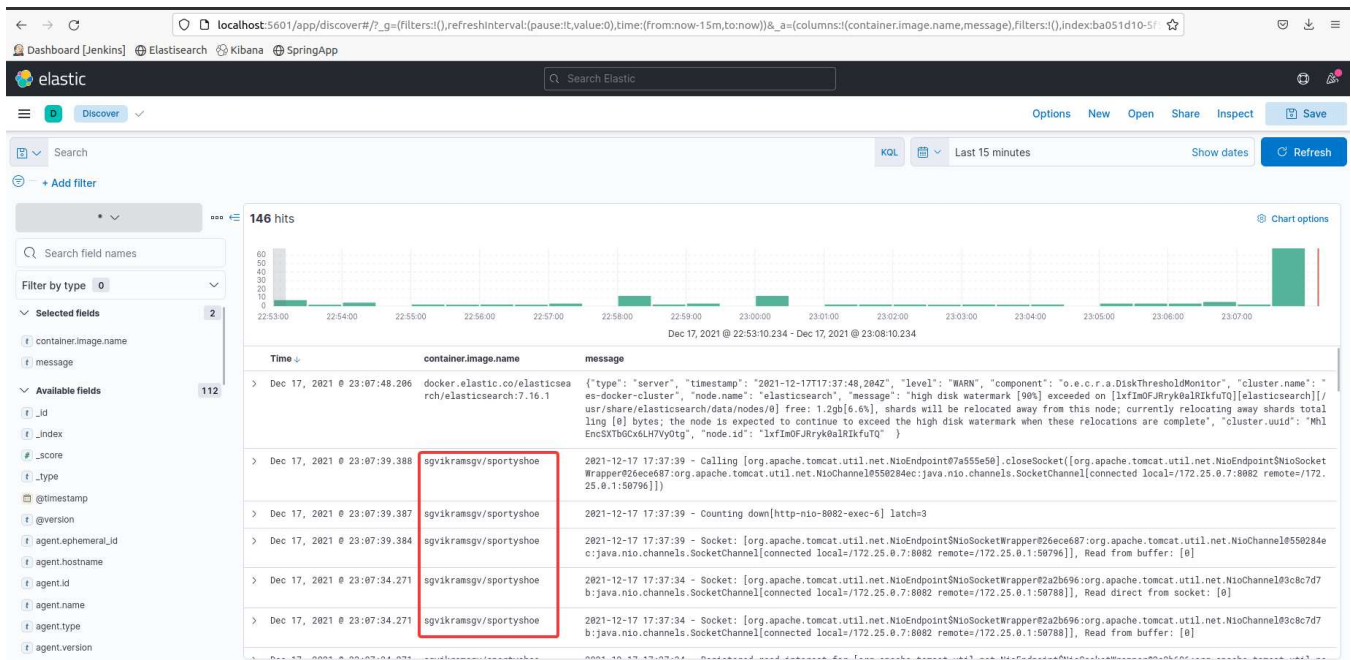 localhost:5601/app/discover#/?_g=(filters:!(),refreshInterval:(pause:!t,value:0),time:(from:now-15m,to:now))&_a=(columns:!(container.image.name,message),filters:!(),index:ba051d10-5f
Dashboard [Jenkins] Elastisearch Kibana SpringApp
elastic
Search Elastic
D Discover
Options New Open Share Inspect Save
Search
KQL
Last 15 minutes
Show dates
Refresh
+ Add filter
*
146 hits
Chart options
Search field names
Filter by type 0
Selected fields 2
t container.image.name
t message
Available fields 112
t _id
t _index
# _score
t _type
@timestamp
t @version
t agent.ephemeral_id
t agent.hostname
t agent.id
t agent.name
t agent.type
t agent.version
60
50
40
30
20
10
0
22:53:00 22:54:00 22:55:00 22:56:00 22:57:00 22:58:00 22:59:00 23:00:00 23:01:00 23:02:00 23:03:00 23:04:00 23:05:00 23:06:00 23:07:00
Dec 17, 2021 @ 22:53:10.234 - Dec 17, 2021 @ 23:08:10.234
Time container.image.name message
Dec 17, 2021 @ 23:07:48.206 docker.elastic.co/elasticsea {"type": "server", "timestamp": "2021-12-17T17:37:48,204Z", "level": "WARN", "component": "o.e.c.r.a.DiskThresholdMonitor", "cluster.name": "
rch/elasticsearch:7.16.1 es-docker-cluster", "node.name": "elasticsearch", "message": "high disk watermark [90%] exceeded on [lxfImOFJRryk0alRIkfuTQ][elasticsearch][/
usr/share/elasticsearch/data/nodes/0] free: 1.2gb[6.6%], shards will be relocated away from this node; currently relocating away shards total
ling [0] bytes; the node is expected to continue to exceed the high disk watermark when these relocations are complete", "cluster.uuid": "Mhl
EncSXTbGCx6LH7VyOtg", "node.id": "lxfImOFJRryk0alRIkfuTQ" }
Dec 17, 2021 @ 23:07:39.388 sgvikramsgv/sportyshoe 2021-12-17 17:37:39 - Calling [org.apache.tomcat.util.net.NioEndpoint@7a555e50].closeSocket([org.apache.tomcat.util.net.NioEndpoint$NioSocket
Wrapper@26ece687:org.apache.tomcat.util.net.NioChannel@550284ec:java.nio.channels.SocketChannel[connected local=/172.25.0.7:8082 remote=/172.
25.0.1:50796]])
Dec 17, 2021 @ 23:07:39.387 sgvikramsgv/sportyshoe 2021-12-17 17:37:39 - Counting down[http-nio-8082-exec-6] latch=3
Dec 17, 2021 @ 23:07:39.384 sgvikramsgv/sportyshoe 2021-12-17 17:37:39 - Socket: [org.apache.tomcat.util.net.NioEndpoint$NioSocketWrapper@26ece687:org.apache.tomcat.util.net.NioChannel@550284e
c:java.nio.channels.SocketChannel[connected local=/172.25.0.7:8082 remote=/172.25.0.1:50796]], Read from buffer: [0]
Dec 17, 2021 @ 23:07:34.271 sgvikramsgv/sportyshoe 2021-12-17 17:37:34 - Socket: [org.apache.tomcat.util.net.NioEndpoint$NioSocketWrapper@2a2b696:org.apache.tomcat.util.net.NioChannel@3c8c7d7
b:java.nio.channels.SocketChannel[connected local=/172.25.0.7:8082 remote=/172.25.0.1:50788]], Read direct from socket: [0]
Dec 17, 2021 @ 23:07:34.271 sgvikramsgv/sportyshoe 2021-12-17 17:37:34 - Socket: [org.apache.tomcat.util.net.NioEndpoint$NioSocketWrapper@2a2b696:org.apache.tomcat.util.net.NioChannel@3c8c7d7
b:java.nio.channels.SocketChannel[connected local=/172.25.0.7:8082 remote=/172.25.0.1:50788]], Read from buffer: [0]